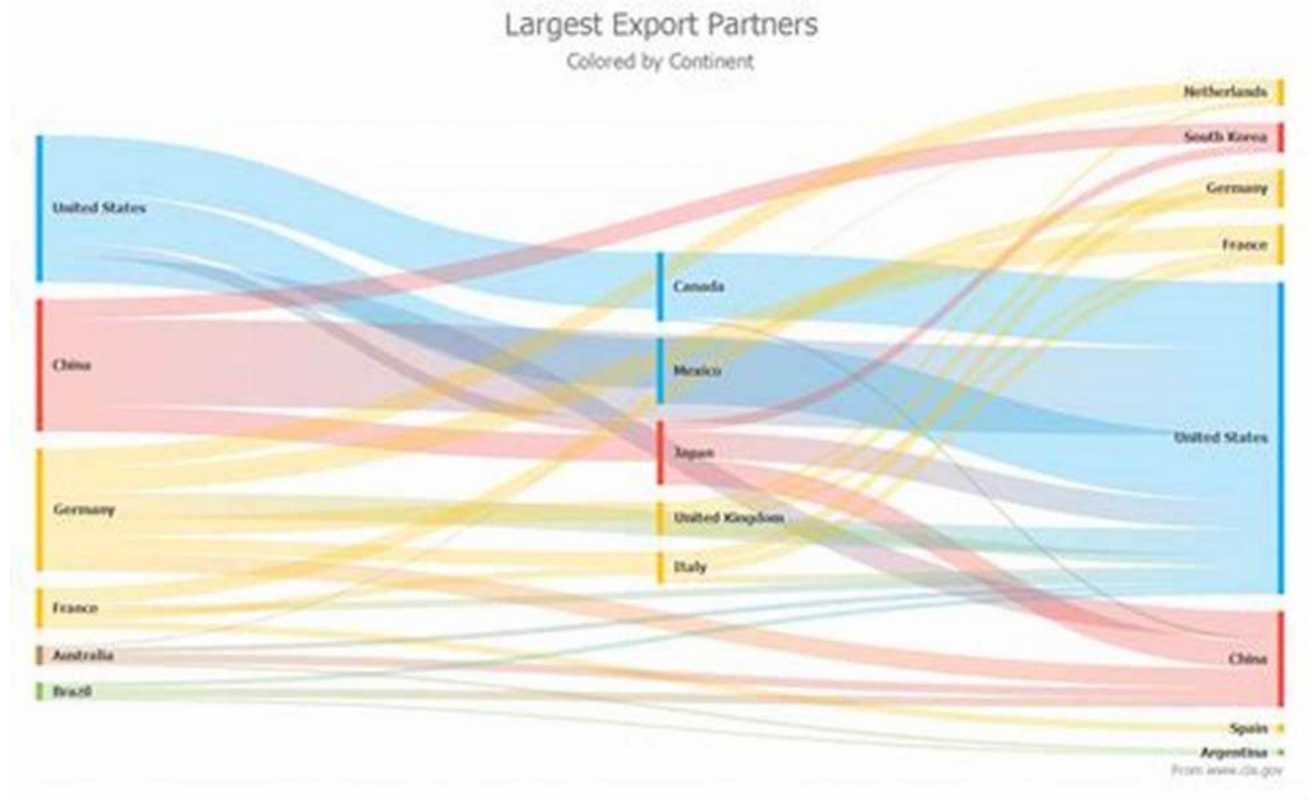 Largest Export Partners
Colored by Continent
Netherlands
South Korea
Germany
France
United States
China
Spain
Argentina
From www.cia.gov
Canada
Mexico
Japan
United Kingdom
Italy
United States
China
Germany
France
Australia
Brazil